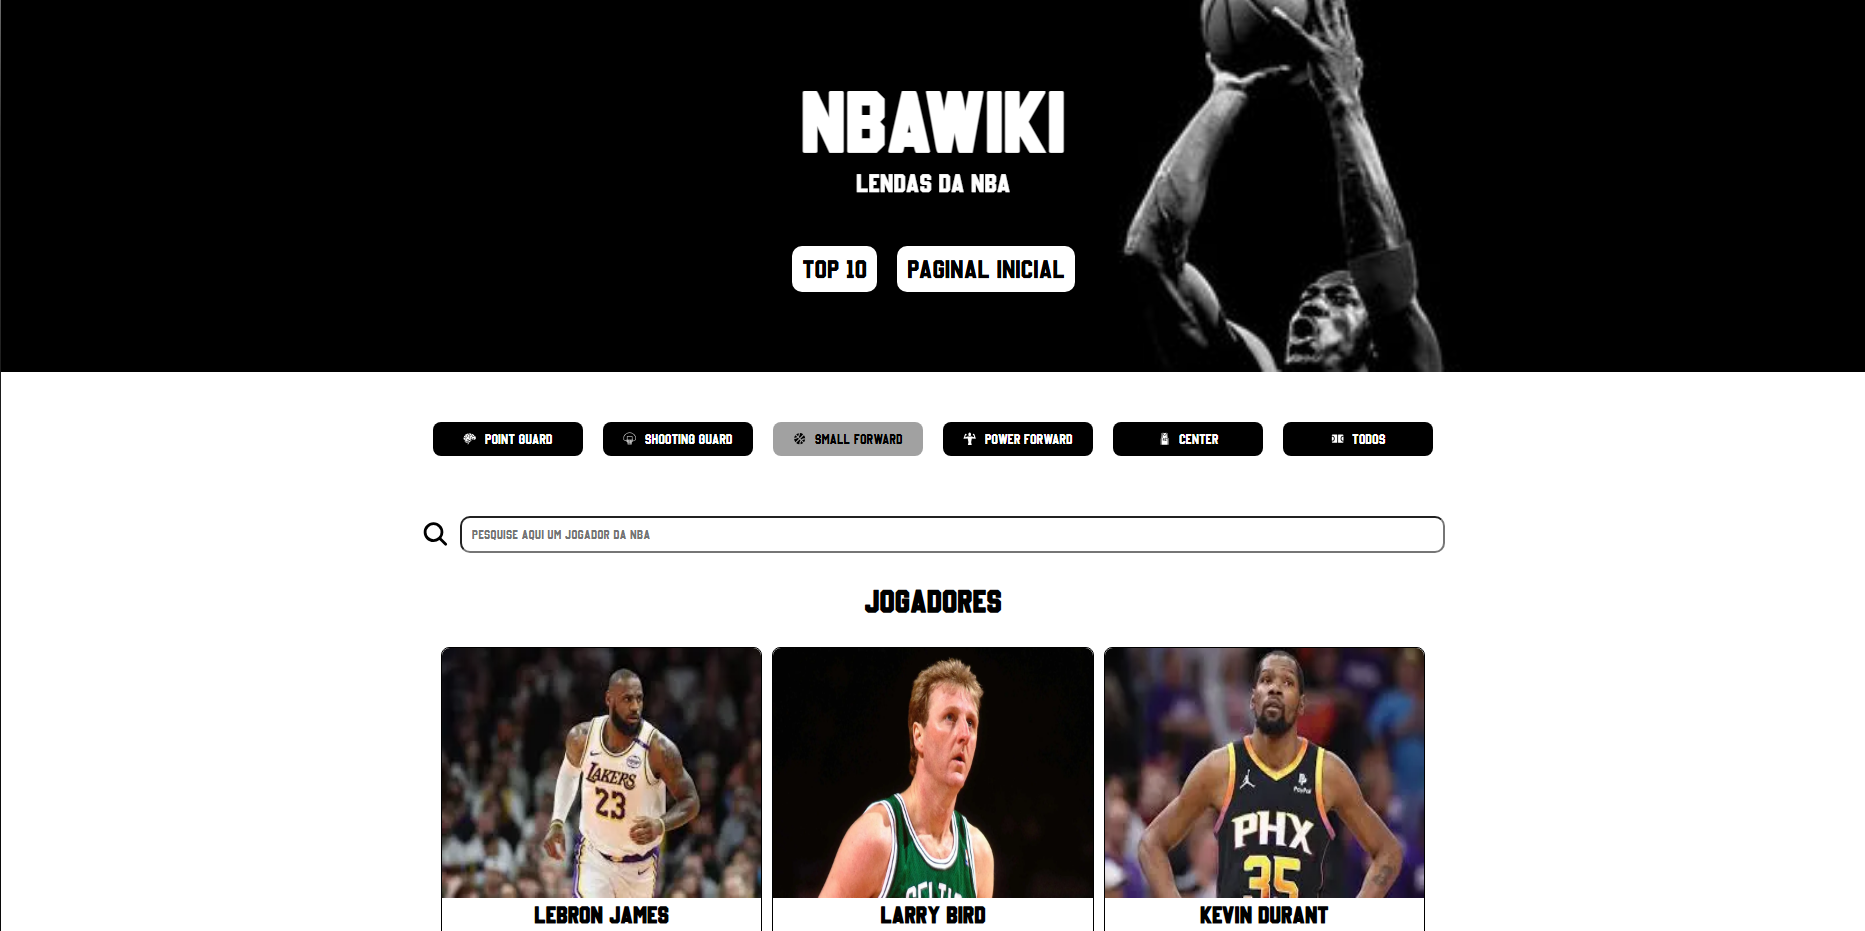 NBAWIKI
LENDAS DA NBA
TOP 10
PAGINAL INICIAL
POINT GUARD
SHOOTING GUARD
SMALL FORWARD
POWER FORWARD
CENTER
TODOS
PESQUISE AQUI UM JOGADOR DA NBA
JOGADORES
LAKERS
23
PayPal
PHX
35
LEBRON JAMES
LARRY BIRD
KEVIN DURANT